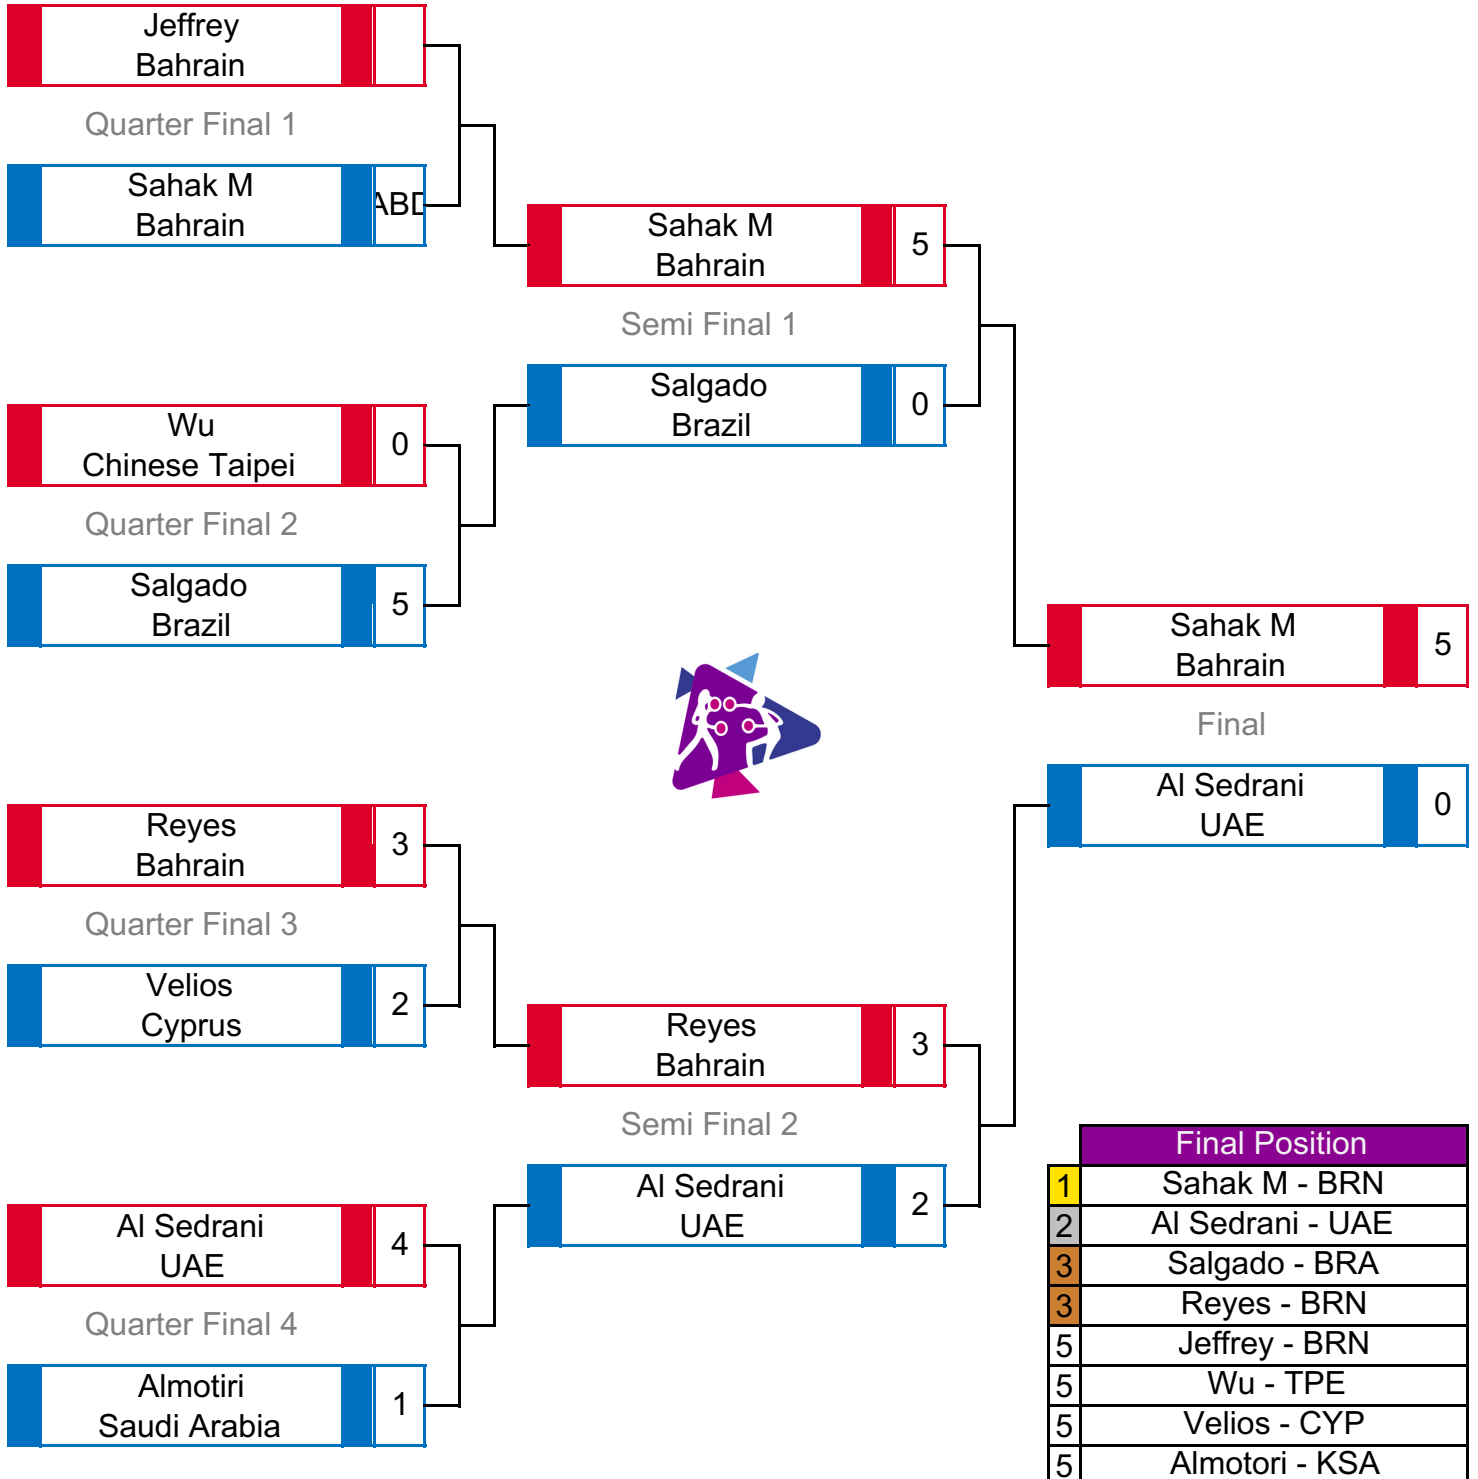 Jeffrey
Bahrain
Quarter Final 1
Sahak M
Bahrain
ABD
Sahak M
Bahrain
5
Semi Final 1
Salgado
Brazil
0
Wu
Chinese Taipei
0
Quarter Final 2
Salgado
Brazil
5
Sahak M
Bahrain
5
Final
Al Sedrani
UAE
0
Reyes
Bahrain
3
Quarter Final 3
Velios
Cyprus
2
Reyes
Bahrain
3
Semi Final 2
Al Sedrani
UAE
2
Al Sedrani
UAE
4
Quarter Final 4
Almotiri
Saudi Arabia
1
Final Position
1 Sahak M - BRN
2 Al Sedrani - UAE
3 Salgado - BRA
3 Reyes - BRN
5 Jeffrey - BRN
5 Wu - TPE
5 Velios - CYP
5 Almotori - KSA